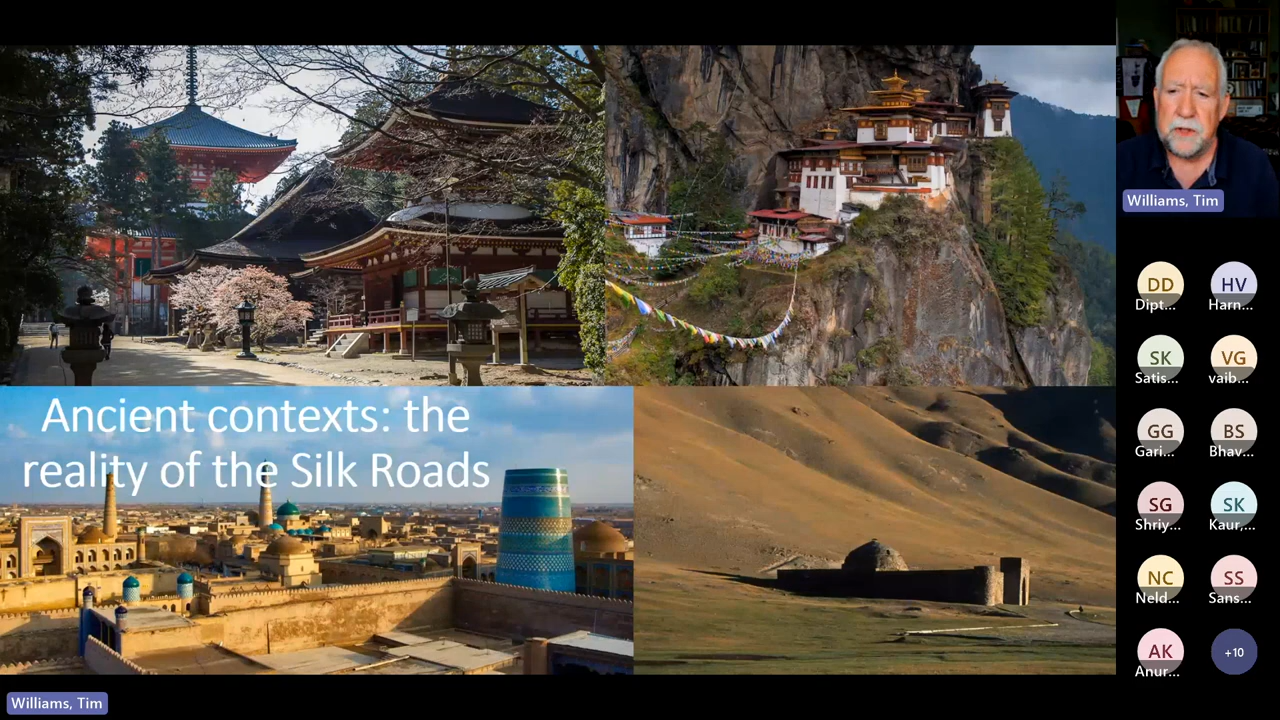 Ancient contexts: the
reality of the Silk Roads
Williams, Tim
DD
Dipt...
HV
Harn...
SK
Satis...
VG
vaib...
GG
Gari...
BS
Bhav...
SG
Shriy...
SK
Kaur,...
NC
Neld...
SS
Sans...
AK
Anur...
+10
Williams, Tim